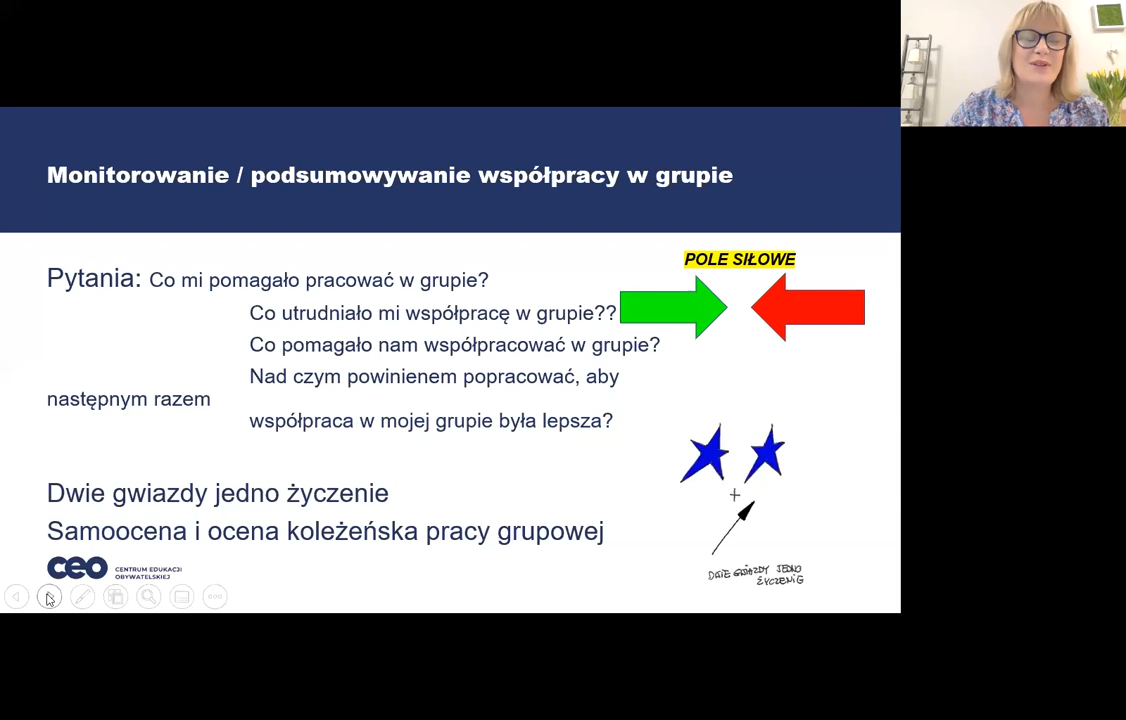 Monitorowanie / podsumowywanie współpracy w grupie
POLE SIŁOWE
Pytania: Co mi pomagało pracować w grupie?
Co utrudniało mi współpracę w grupie??
Co pomagało nam współpracować w grupie?
Nad czym powinienem popracować, aby
następnym razem
współpraca w mojej grupie była lepsza?
Dwie gwiazdy jedno życzenie
Samoocena i ocena koleżeńska pracy grupowej
+
DWIE GWIAZDY JEDNO
ŻYCZENIE
ceo CENTRUM EDUKACJI
OBYWATELSKIEJ